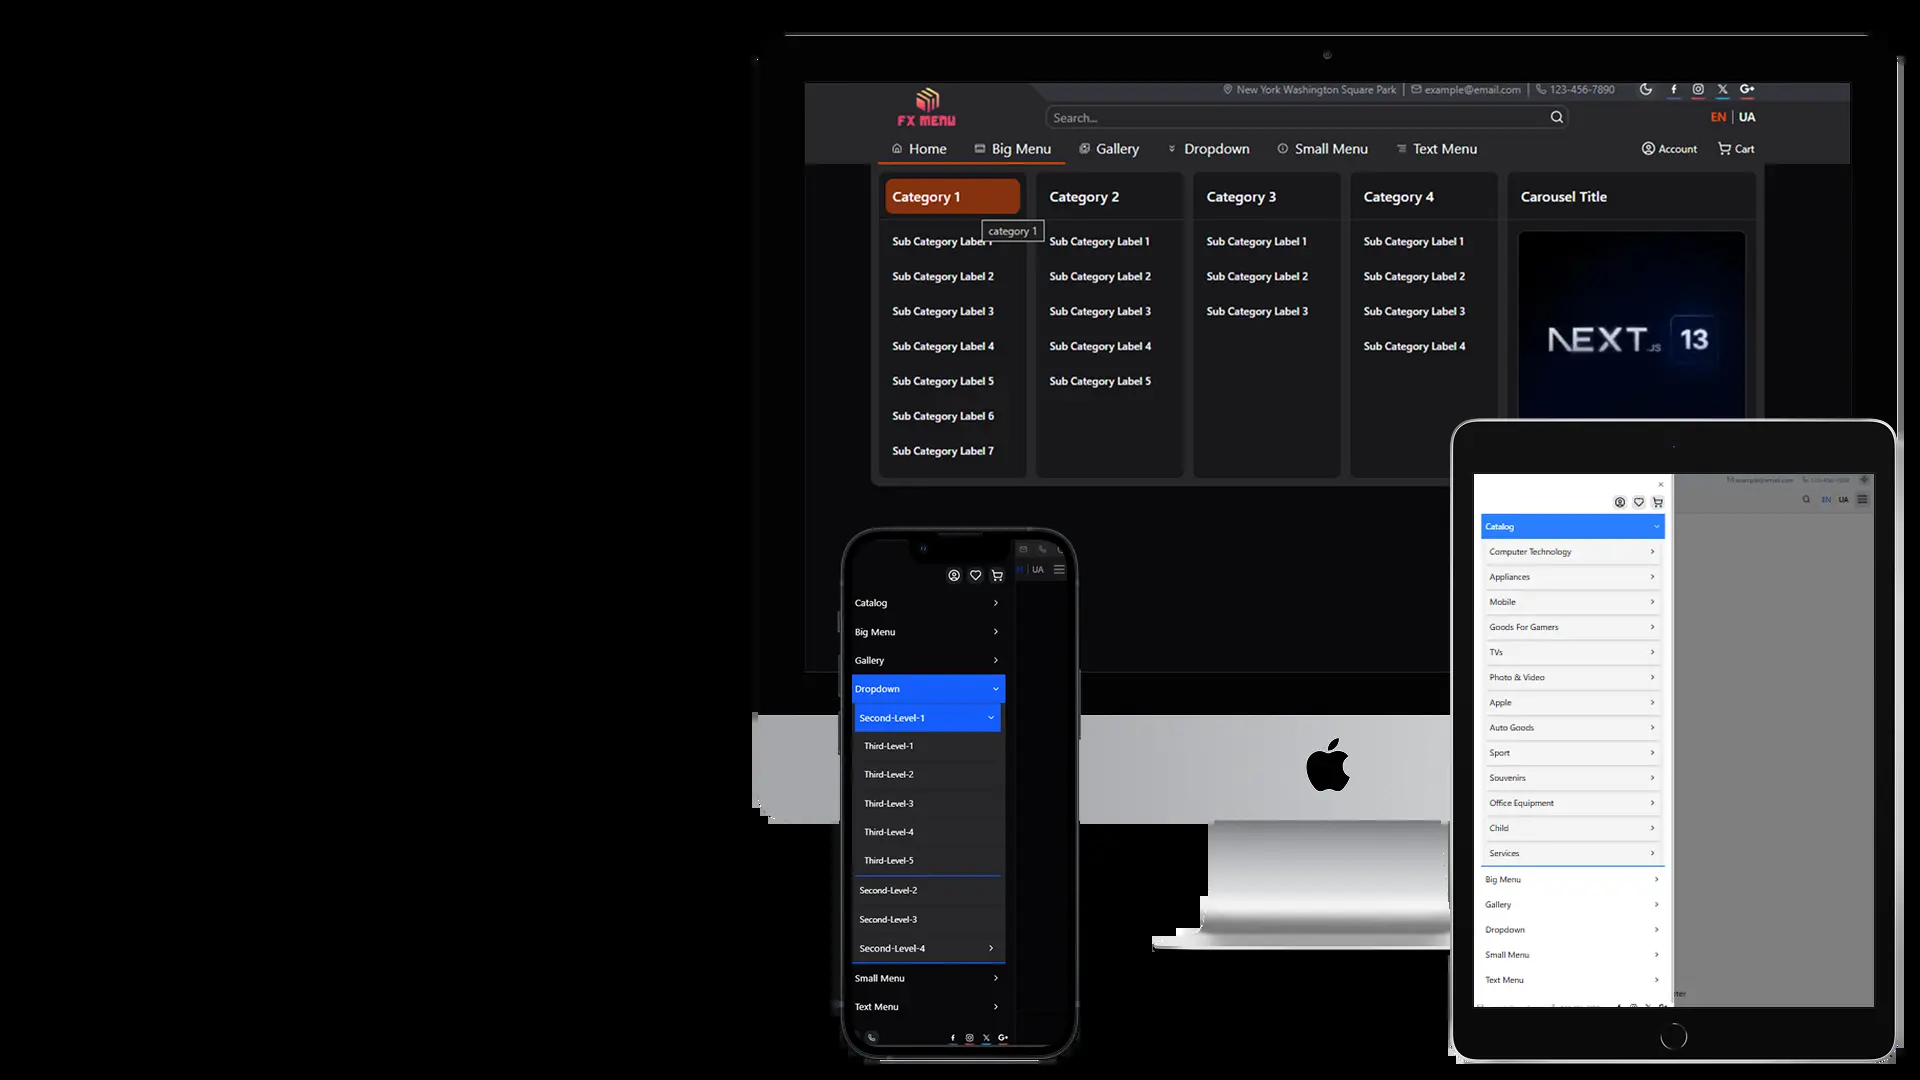 New York Washington Square Park | example@email.com | 123-456-7890
FX MENU
Search...
EN | UA
Home Big Menu Gallery Dropdown Small Menu Text Menu Account Cart
Category 1 Category 2 Category 3 Category 4 Carousel Title
category 1
Sub Category Label 1 Sub Category Label 1 Sub Category Label 1 Sub Category Label 1
Sub Category Label 2 Sub Category Label 2 Sub Category Label 2 Sub Category Label 2
Sub Category Label 3 Sub Category Label 3 Sub Category Label 3 Sub Category Label 3
NEXT.JS 13
Sub Category Label 4 Sub Category Label 4 Sub Category Label 4
Sub Category Label 5 Sub Category Label 5
Sub Category Label 6
Sub Category Label 7
UA
Catalog
Big Menu
Gallery
Dropdown
Second-Level-1
Third-Level-1
Third-Level-2
Third-Level-3
Third-Level-4
Third-Level-5
Second-Level-2
Second-Level-3
Second-Level-4
Small Menu
Text Menu
example@email.com
EN UA
Catalog
Computer Technology
Appliances
Mobile
Goods For Gamers
TVs
Photo & Video
Apple
Auto Goods
Sport
Souvenirs
Office Equipment
Child
Services
Big Menu
Gallery
Dropdown
Small Menu
Text Menu